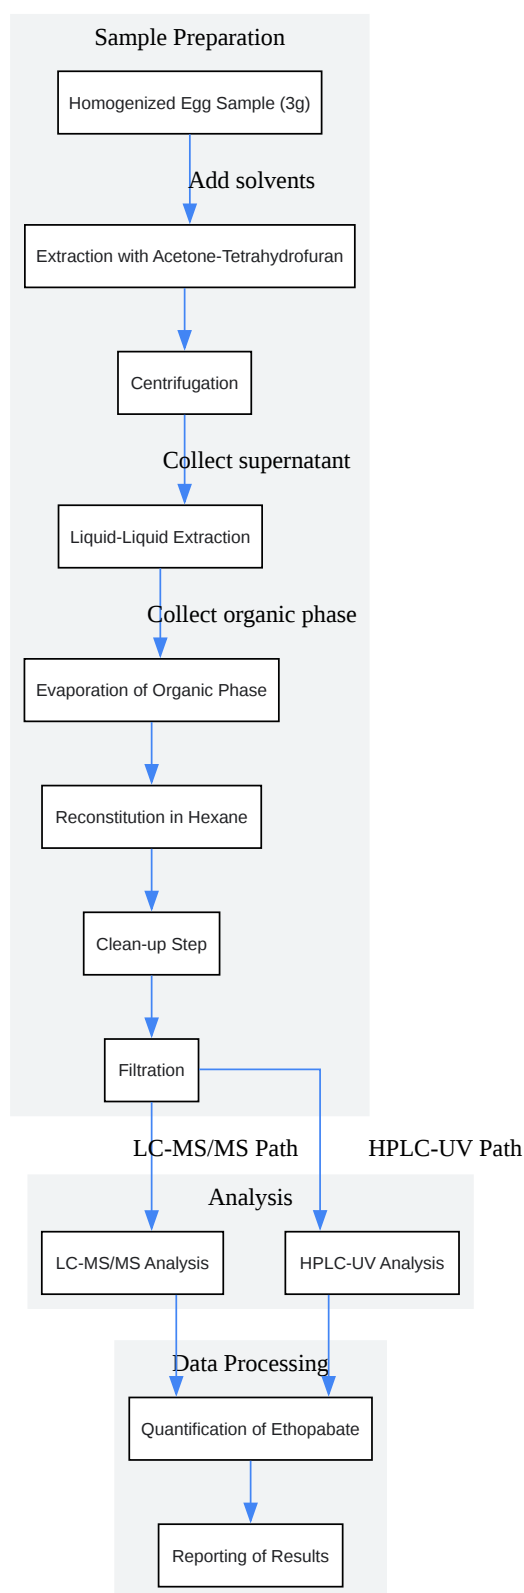 Sample Preparation
Homogenized Egg Sample (3g)
Add solvents
Extraction with Acetone-Tetrahydrofuran
Centrifugation
Collect supernatant
Liquid-Liquid Extraction
Collect organic phase
Evaporation of Organic Phase
Reconstitution in Hexane
Clean-up Step
Filtration
LC-MS/MS Path
HPLC-UV Path
Analysis
LC-MS/MS Analysis
HPLC-UV Analysis
Data Processing
Quantification of Ethopabate
Reporting of Results